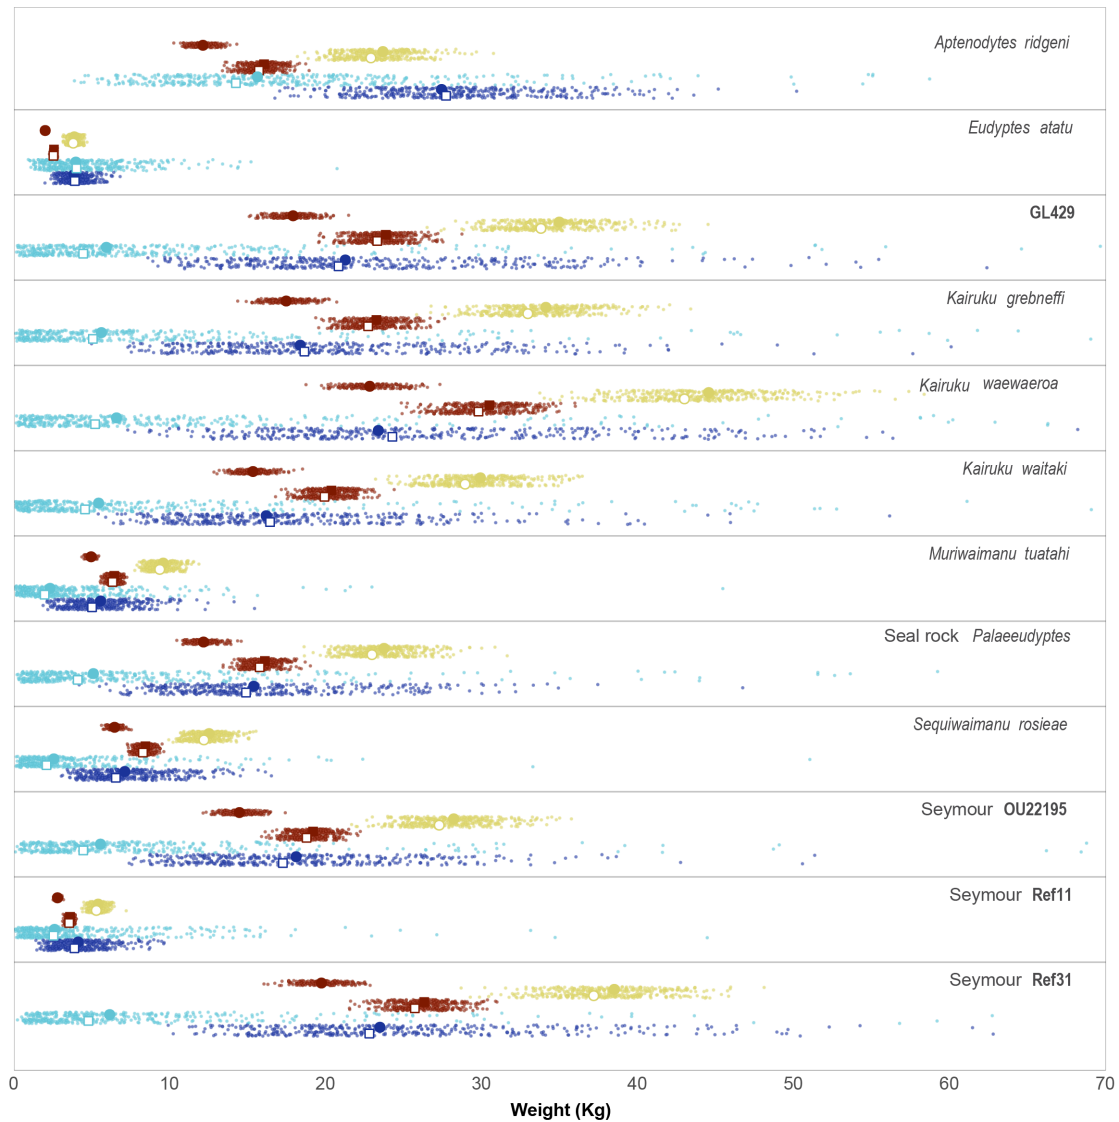 Aptenodytes ridgeni
Eudyptes atatu
GL429
Kairuku grebneffi
Kairuku waewaeroa
Kairuku waitaki
Muriwaimanu tuatahi
Seal rock Palaeeudyptes
Sequiwaimanu rosieae
Seymour OU22195
Seymour Ref11
Seymour Ref31
0 10 20 30 40 50 60 70
Weight (Kg)